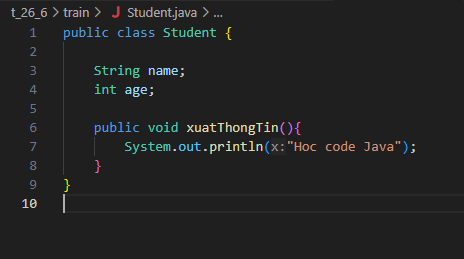 t_26_6 > train > J Student.java > ...
1 public class Student {
2
3 String name;
4 int age;
5
6 public void xuatThongTin(){
7 System.out.println(x:"Hoc code Java");
8 }
9 }
10